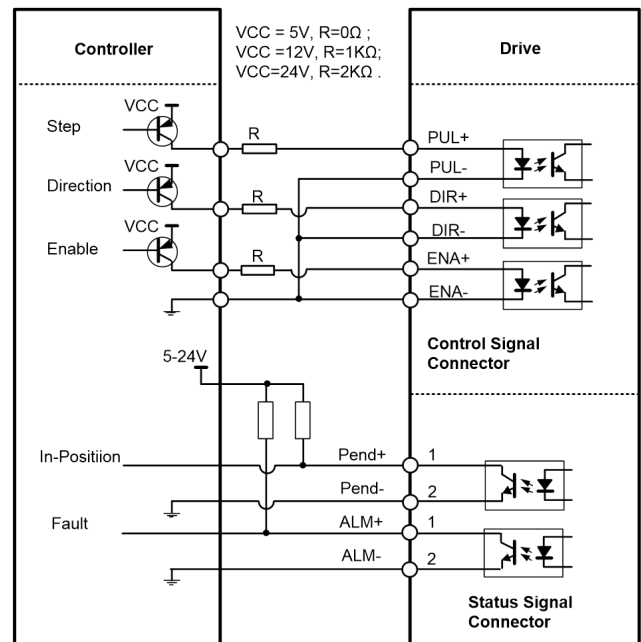 Controller
VCC = 5V, R=0Ω ;
VCC =12V, R=1KΩ;
VCC=24V, R=2KΩ .
Drive
VCC
Step
R
PUL+
PUL-
VCC
Direction
R
DIR+
DIR-
VCC
Enable
R
ENA+
ENA-
Control Signal
Connector
5-24V
In-Positiion
Pend+
1
Pend-
2
Fault
ALM+
1
ALM-
2
Status Signal
Connector